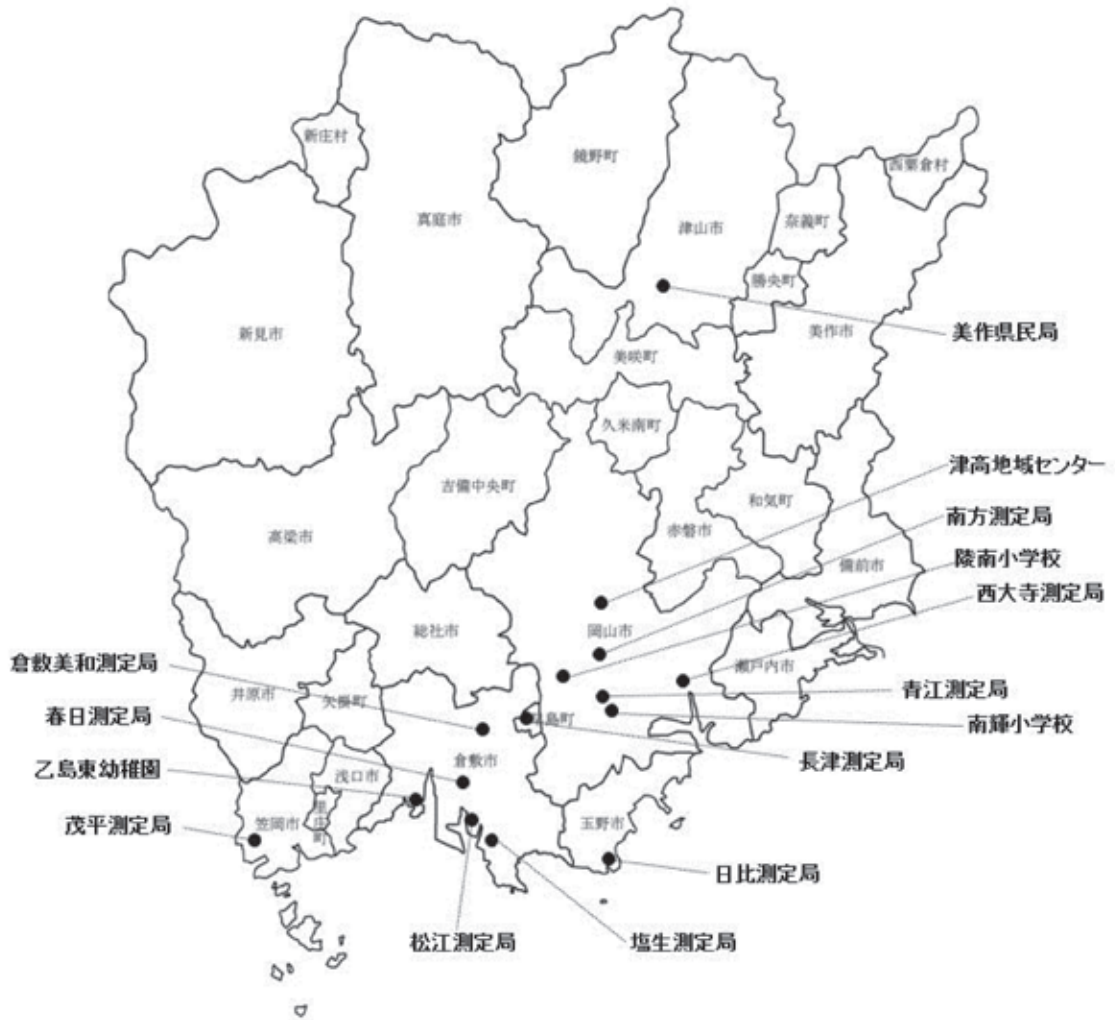 新庄村
鏡野町
西粟倉村
真庭市
津山市
奈義町
勝央町
新見市
美作市
美作県民局
美咲町
久米南町
津高地域センター
吉備中央町
和気町
赤磐市
南方測定局
高梁市
備前市
陵南小学校
西大寺測定局
総社市
岡山市
倉敷美和測定局
瀬戸内市
井原市
矢掛町
青江測定局
春日測定局
島町
南輝小学校
倉敷市
長津測定局
乙島東幼稚園
浅口市
里庄町
茂平測定局
笠岡市
玉野市
日比測定局
松江測定局
塩生測定局